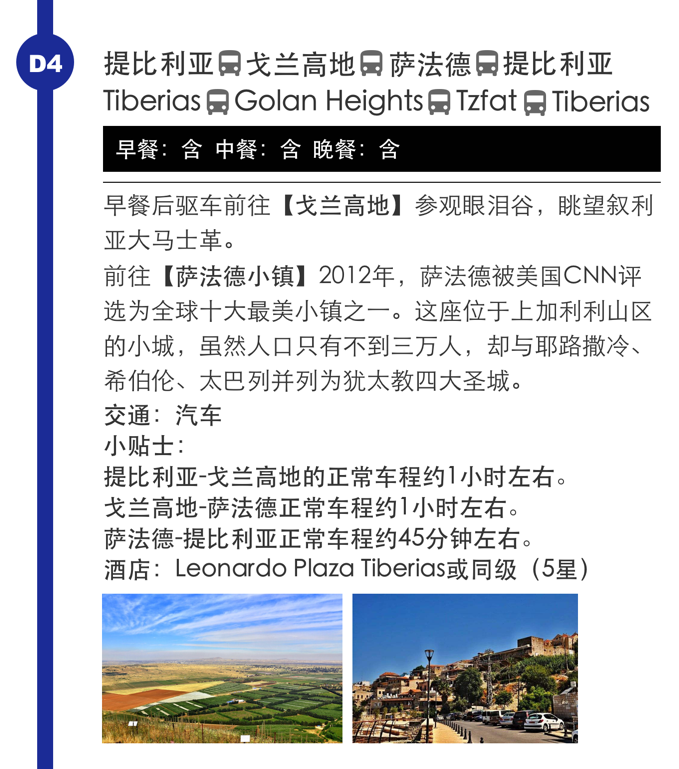 D4
提比利亚 戈兰高地 萨法德 提比利亚
Tiberias Golan Heights Tzfat Tiberias
早餐：含 中餐：含 晚餐：含
早餐后驱车前往【戈兰高地】参观眼泪谷，眺望叙利
亚大马士革。
前往【萨法德小镇】2012年，萨法德被美国CNN评
选为全球十大最美小镇之一。这座位于上加利利山区
的小城，虽然人口只有不到三万人，却与耶路撒冷、
希伯伦、太巴列并列为犹太教四大圣城。
交通：汽车
小贴士：
提比利亚-戈兰高地的正常车程约1小时左右。
戈兰高地-萨法德正常车程约1小时左右。
萨法德-提比利亚正常车程约45分钟左右。
酒店：Leonardo Plaza Tiberias或同级（5星）